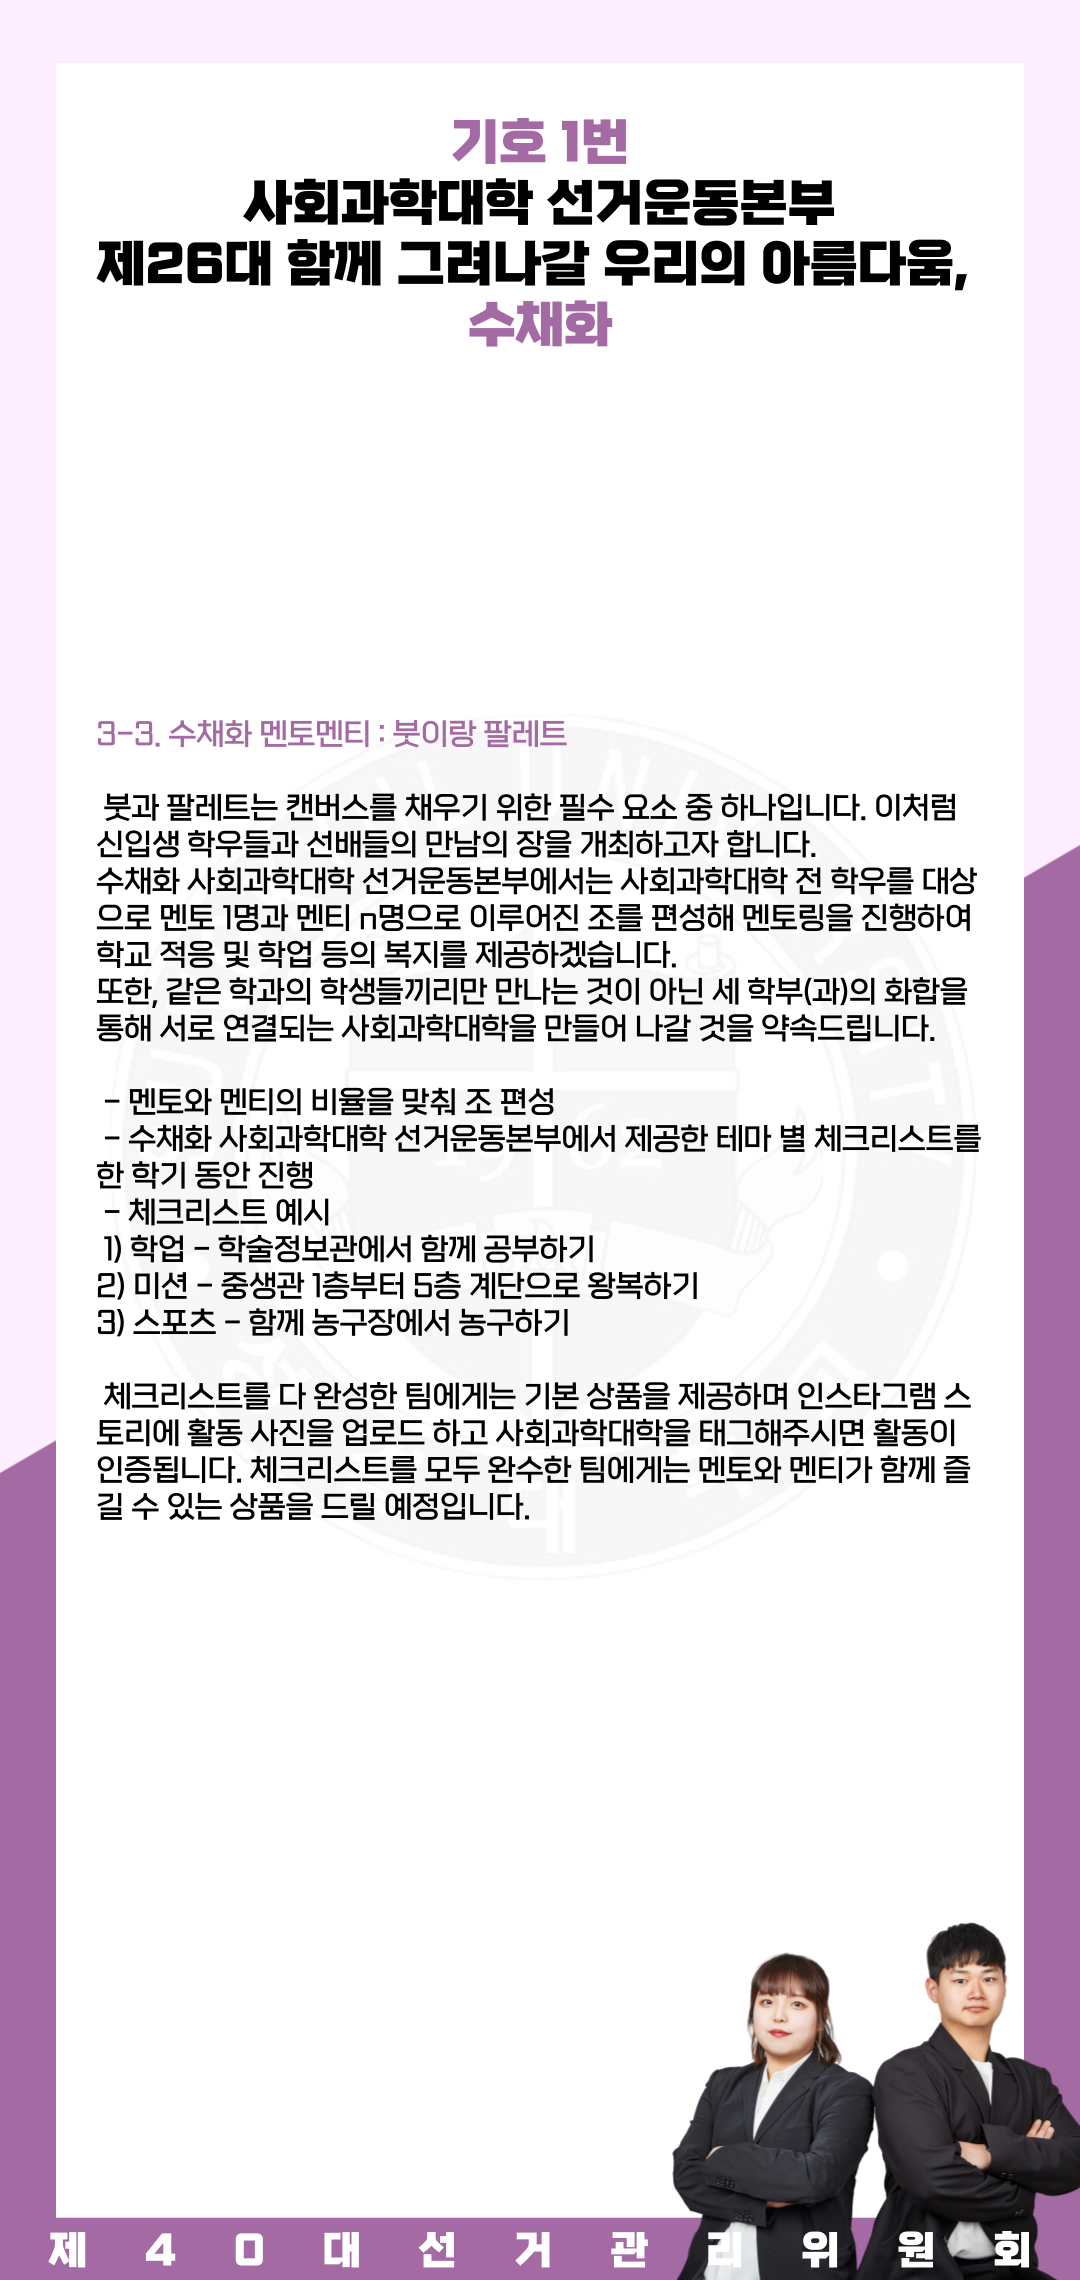 기호 1번
사회과학대학 선거운동본부
제26대 함께 그려나갈 우리의 아름다움,
수채화
3-3. 수채화 멘토멘티 : 붓이랑 팔레트
붓과 팔레트는 캔버스를 채우기 위한 필수 요소 중 하나입니다. 이처럼
신입생 학우들과 선배들의 만남의 장을 개최하고자 합니다.
수채화 사회과학대학 선거운동본부에서는 사회과학대학 전 학우를 대상
으로 멘토 1명과 멘티 n명으로 이루어진 조를 편성해 멘토링을 진행하여
학교 적응 및 학업 등의 복지를 제공하겠습니다.
또한, 같은 학과의 학생들끼리만 만나는 것이 아닌 세 학부(과)의 화합을
통해 서로 연결되는 사회과학대학을 만들어 나갈 것을 약속드립니다.
- 멘토와 멘티의 비율을 맞춰 조 편성
- 수채화 사회과학대학 선거운동본부에서 제공한 테마 별 체크리스트를
한 학기 동안 진행
- 체크리스트 예시
1) 학업 - 학술정보관에서 함께 공부하기
2) 미션 - 중생관 1층부터 5층 계단으로 왕복하기
3) 스포츠 - 함께 농구장에서 농구하기
체크리스트를 다 완성한 팀에게는 기본 상품을 제공하며 인스타그램 스
토리에 활동 사진을 업로드 하고 사회과학대학을 태그해주시면 활동이
인증됩니다. 체크리스트를 모두 완수한 팀에게는 멘토와 멘티가 함께 즐
길 수 있는 상품을 드릴 예정입니다.
제40대선거관리위원회